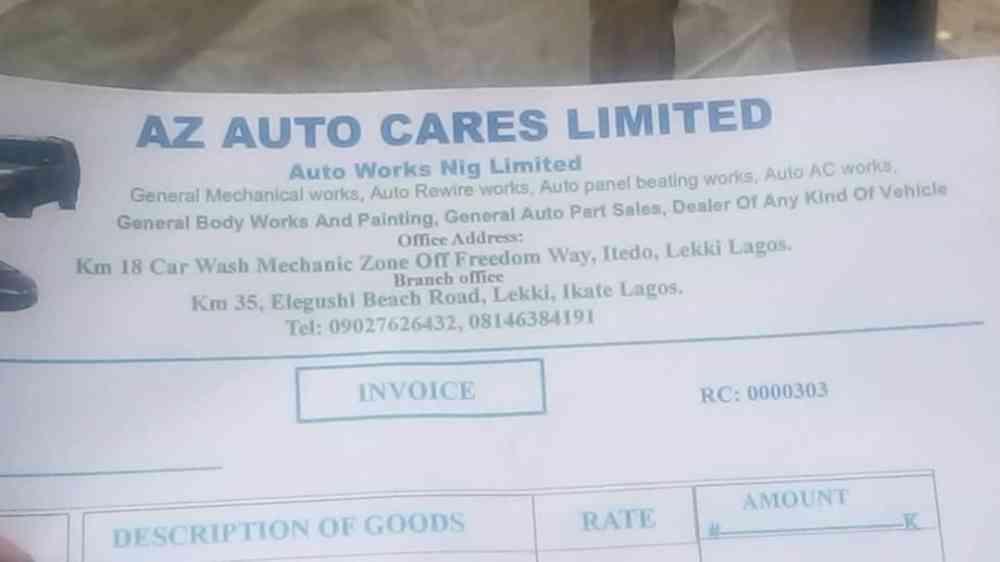 AZ AUTO CARES LIMITED
Auto Works Nig Limited
General Mechanical works, Auto Rewire works, Auto panel beating works, Auto AC works,
General Body Works And Painting, General Auto Part Sales, Dealer Of Any Kind Of Vehicle
Office Address:
Km 18 Car Wash Mechanic Zone Off Freedom Way, Itedo, Lekki Lagos.
Branch office
Km 35, Elegushi Beach Road, Lekki, Ikate Lagos.
Tel: 09027626432, 08146384191
INVOICE
RC: 0000303
DESCRIPTION OF GOODS
RATE
AMOUNT
# K